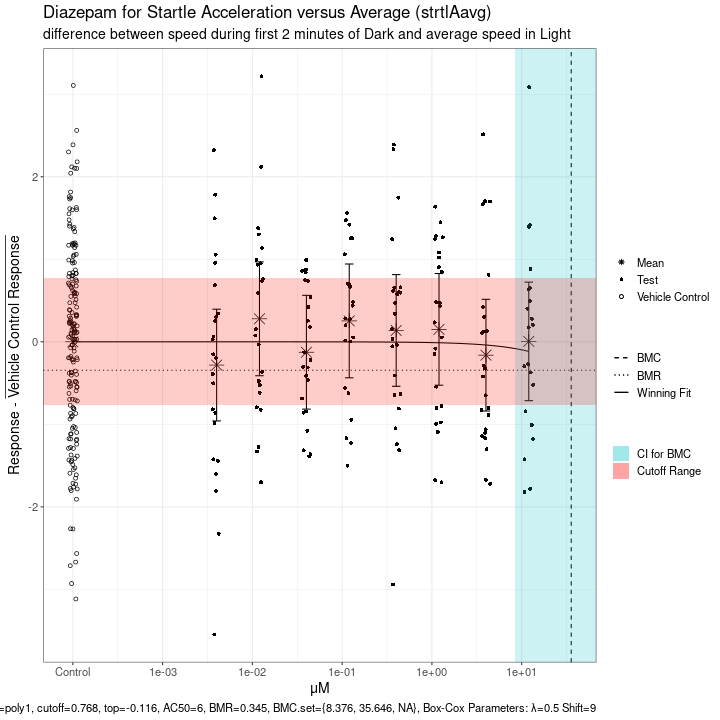 Diazepam for Startle Acceleration versus Average (strtlAavg)
difference between speed during first 2 minutes of Dark and average speed in Light
Response - Vehicle Control Response
2
0
-2
Control
1e-03
1e-02
1e-01
1e+00
1e+01
μM
Mean
Test
Vehicle Control
BMC
BMR
Winning Fit
CI for BMC
Cutoff Range
=poly1, cutoff=0.768, top=-0.116, AC50=6, BMR=0.345, BMC.set={8.376, 35.646, NA}, Box-Cox Parameters: λ=0.5 Shift=9